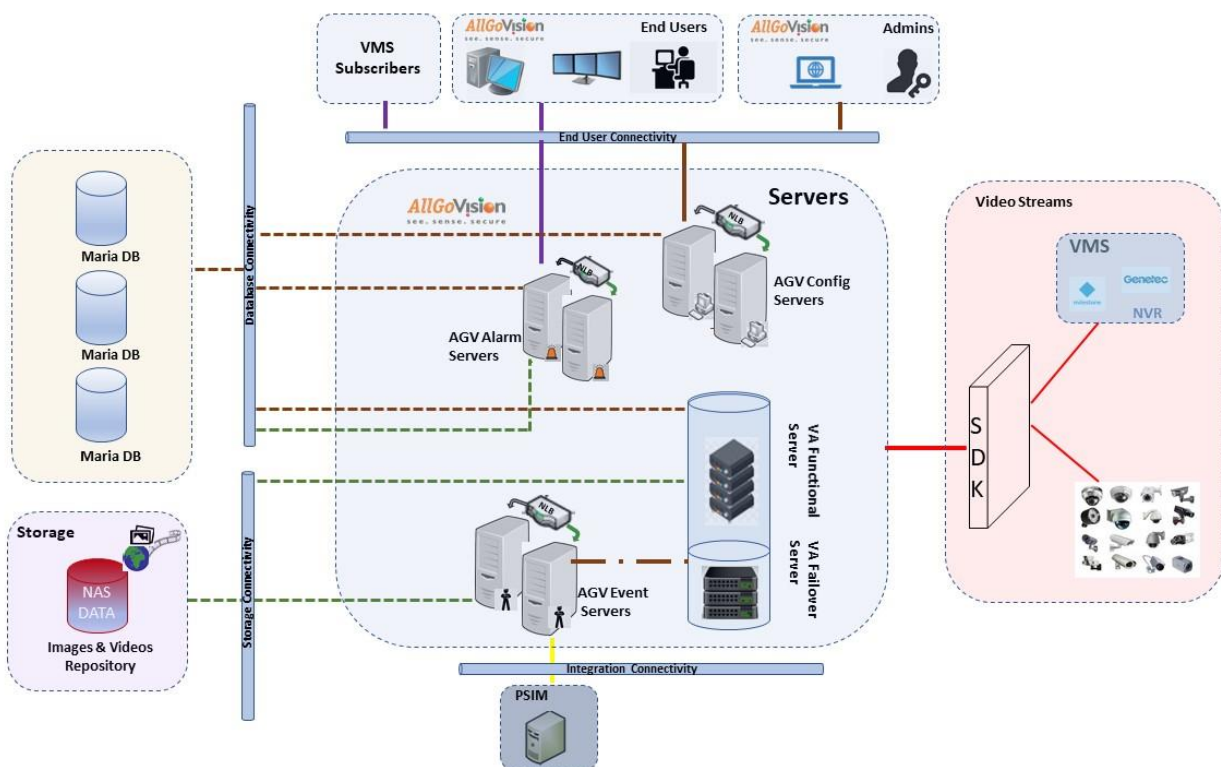 VMS
Subscribers
AllGoVision
see. sense. secure
End Users
AllGoVision
see. sense. secure
Admins
End User Connectivity
Database Connectivity
Maria DB
Maria DB
Maria DB
AllGoVision
see. sense. secure
Servers
NLB
AGV Config
Servers
NLB
AGV Alarm
Servers
VA Functional
Server
VA Failover
Server
NLB
AGV Event
Servers
Storage Connectivity
Storage
NAS
DATA
Images & Videos
Repository
Integration Connectivity
PSIM
Video Streams
VMS
milestone
Genetec
NVR
SDK